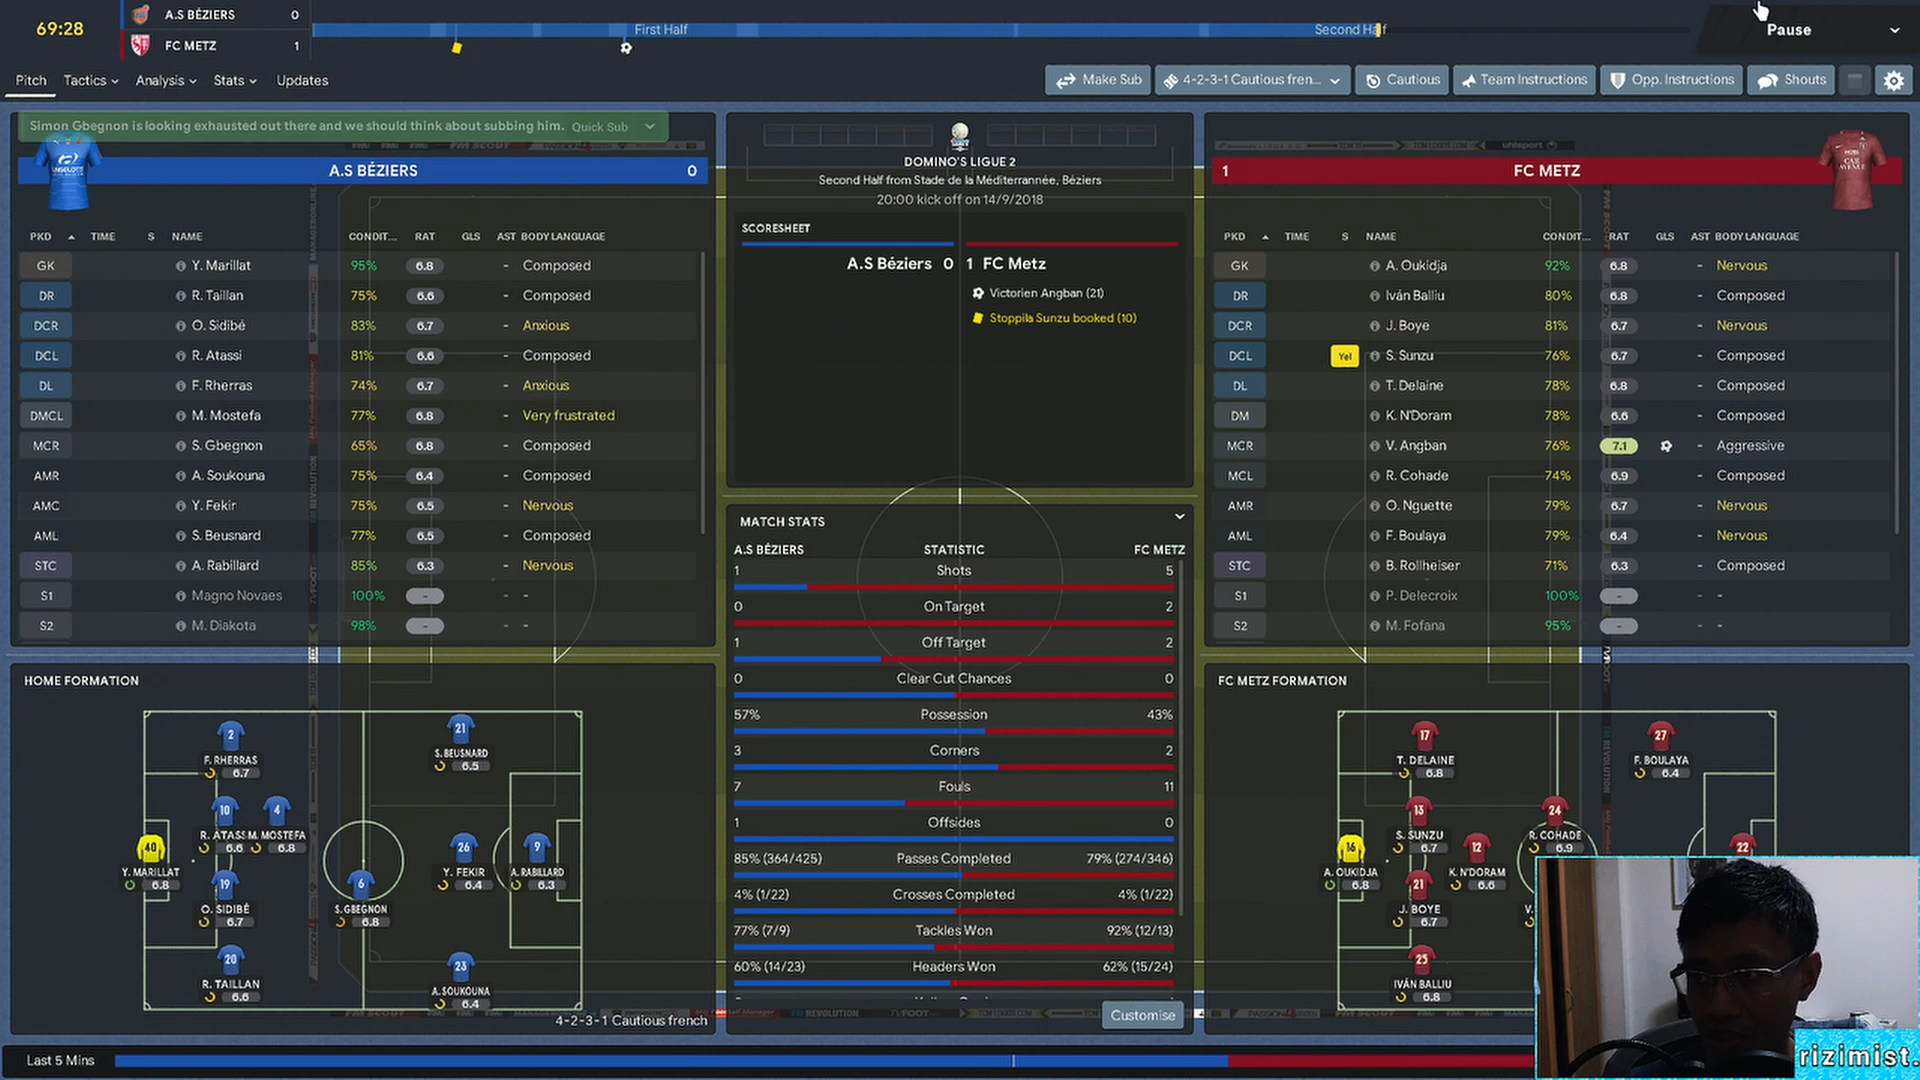 69:28
A.S BÉZIERS 0
FC METZ 1
First Half
Second Half
Pause
Pitch Tactics Analysis Stats Updates
Make Sub 4-2-3-1 Cautious fren... Cautious Team Instructions Opp. Instructions Shouts
Simon Gbegnon is looking exhausted out there and we should think about subbing him. Quick Sub
A.S BÉZIERS 0
PKD TIME S NAME CONDIT... RAT GLS AST BODY LANGUAGE
GK Y. Marillat 95% 6.8 - Composed
DR R. Taillan 75% 6.6 - Composed
DCR O. Sidibé 83% 6.7 - Anxious
DCL R. Atassi 81% 6.6 - Composed
DL F. Rherras 74% 6.7 - Anxious
DMCL M. Mostefa 77% 6.8 - Very frustrated
MCR S. Gbegnon 65% 6.8 - Composed
AMR A. Soukouna 75% 6.4 - Composed
AMC Y. Fekir 75% 6.5 - Nervous
AML S. Beusnard 77% 6.5 - Composed
STC A. Rabillard 85% 6.3 - Nervous
S1 Magno Novaes 100% - - -
S2 M. Diakota 98% - - -
DOMINO'S LIGUE 2
Second Half from Stade de la Méditerrannée, Béziers
20:00 kick off on 14/9/2018
SCORESHEET
A.S Béziers 0 1 FC Metz
Victorien Angban (21)
Stoppila Sunzu booked (10)
MATCH STATS
A.S BÉZIERS STATISTIC FC METZ
1 Shots 5
0 On Target 2
1 Off Target 2
0 Clear Cut Chances 0
57% Possession 43%
3 Corners 2
7 Fouls 11
1 Offsides 0
85% (364/425) Passes Completed 79% (274/346)
4% (1/22) Crosses Completed 4% (1/22)
77% (7/9) Tackles Won 92% (12/13)
60% (14/23) Headers Won 62% (15/24)
Customise
1 FC METZ
PKD TIME S NAME CONDIT... RAT GLS AST BODY LANGUAGE
GK A. Oukidja 92% 6.8 - Nervous
DR Iván Balliu 80% 6.8 - Composed
DCR J. Boye 81% 6.7 - Nervous
DCL Yel S. Sunzu 76% 6.7 - Composed
DL T. Delaine 78% 6.8 - Composed
DM K. N'Doram 78% 6.6 - Composed
MCR V. Angban 76% 7.1 - Aggressive
MCL R. Cohade 74% 6.9 - Composed
AMR O. Nguette 79% 6.7 - Nervous
AML F. Boulaya 79% 6.4 - Nervous
STC B. Rollheiser 71% 6.3 - Composed
S1 P. Delecroix 100% - - -
S2 M. Fofana 95% - - -
HOME FORMATION
2
F. RHERRAS
6.7
21
S. BEUSNARD
6.5
10
R. ATASS
6.6
4
M. MOSTEFA
6.8
40
Y. MARILLAT
6.8
19
O. SIDIBÉ
6.7
6
S. GBEGNON
6.8
26
Y. FEKIR
6.4
9
A. RABILLARD
6.3
20
R. TAILLAN
6.6
23
A. SOUKOUNA
6.4
4-2-3-1 Cautious french
FC METZ FORMATION
17
T. DELAINE
6.8
27
F. BOULAYA
6.4
13
S. SUNZU
6.7
24
R. COHADE
6.9
16
A. OUKIDJA
6.8
12
K. N'DORAM
6.6
22
21
J. BOYE
6.7
V.
25
IVÁN BALLIU
6.8
Last 5 Mins
rizimist.